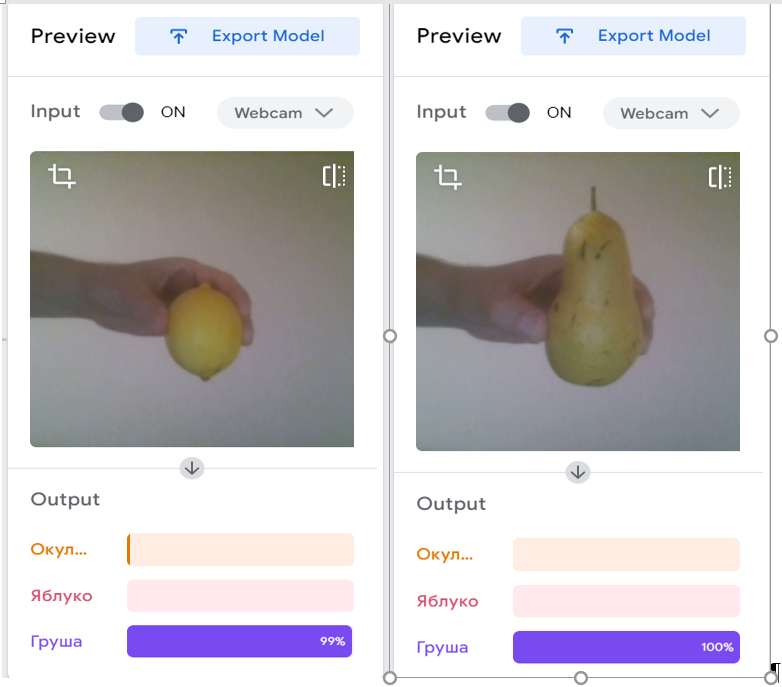 Preview
Export Model
Input
ON
Webcam
Output
Окул...
Яблуко
Груша
99%
Preview
Export Model
Input
ON
Webcam
Output
Окул...
Яблуко
Груша
100%
¶